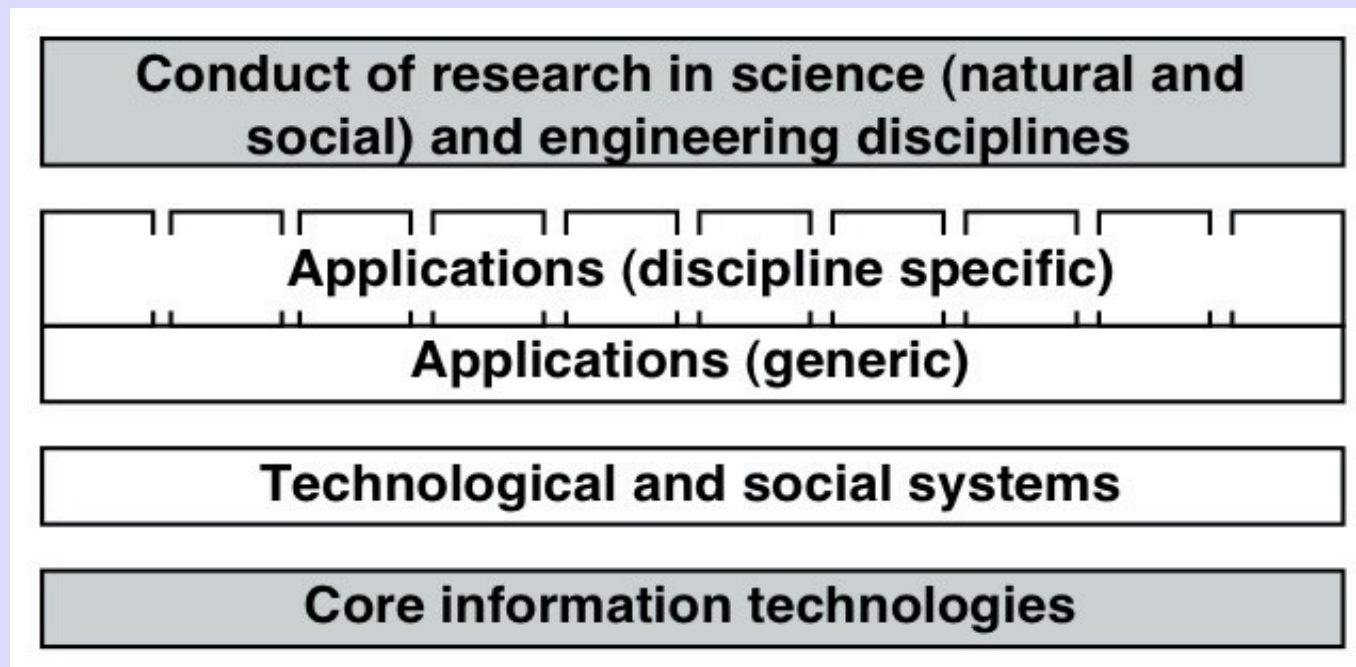 Conduct of research in science (natural and
social) and engineering disciplines
Applications (discipline specific)
Applications (generic)
Technological and social systems
Core information technologies